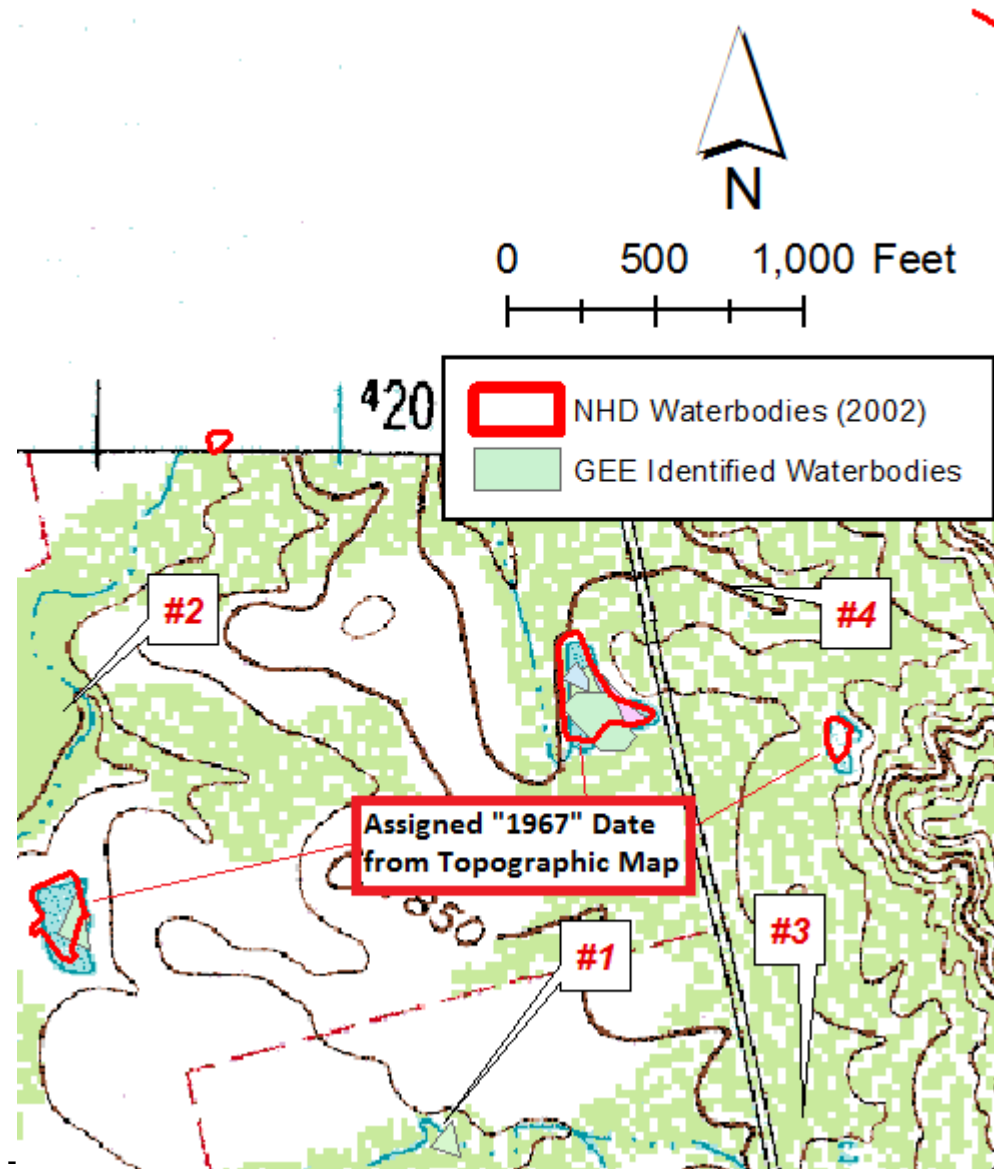 N
0 500 1,000 Feet
NHD Waterbodies (2002)
GEE Identified Waterbodies
420
#2
#4
Assigned "1967" Date
from Topographic Map
850
#1
#3